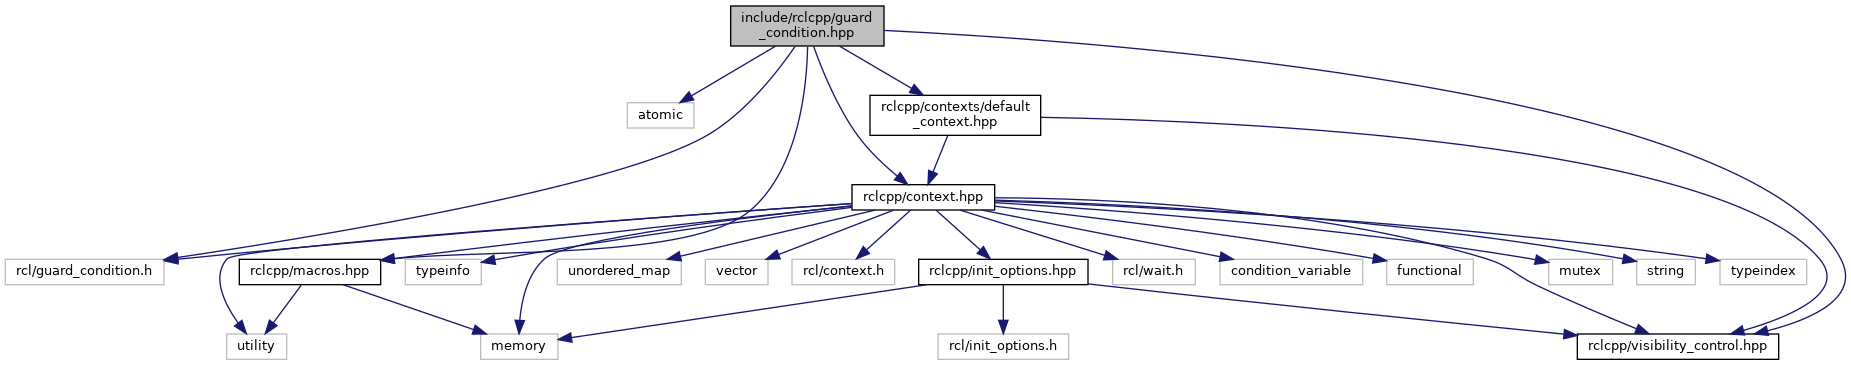 include/rclcpp/guard
_condition.hpp
atomic
rclcpp/contexts/default
_context.hpp
rclcpp/context.hpp
rcl/guard_condition.h
rclcpp/macros.hpp
typeinfo
unordered_map
vector
rcl/context.h
rclcpp/init_options.hpp
rcl/wait.h
condition_variable
functional
mutex
string
typeindex
utility
memory
rcl/init_options.h
rclcpp/visibility_control.hpp